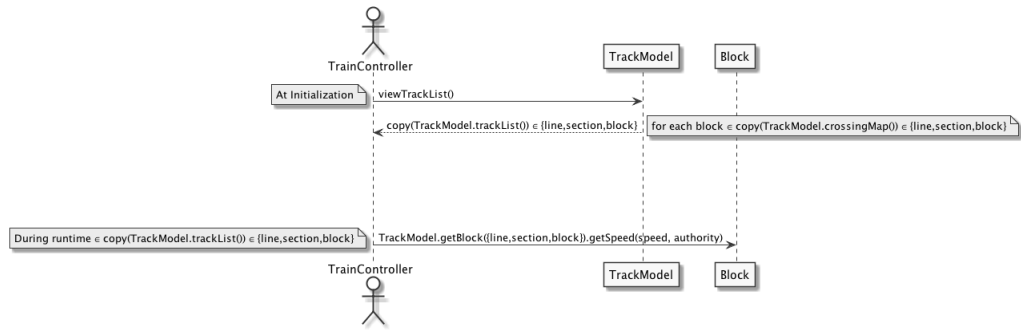 TrainController
TrackModel
Block
At Initialization
viewTrackList()
copy(TrackModel.trackList()) ∈ {line,section,block}
for each block ∈ copy(TrackModel.crossingMap()) ∈ {line,section,block}
During runtime ∈ copy(TrackModel.trackList()) ∈ {line,section,block}
TrackModel.getBlock({line,section,block}).getSpeed(speed, authority)
TrainController
TrackModel
Block